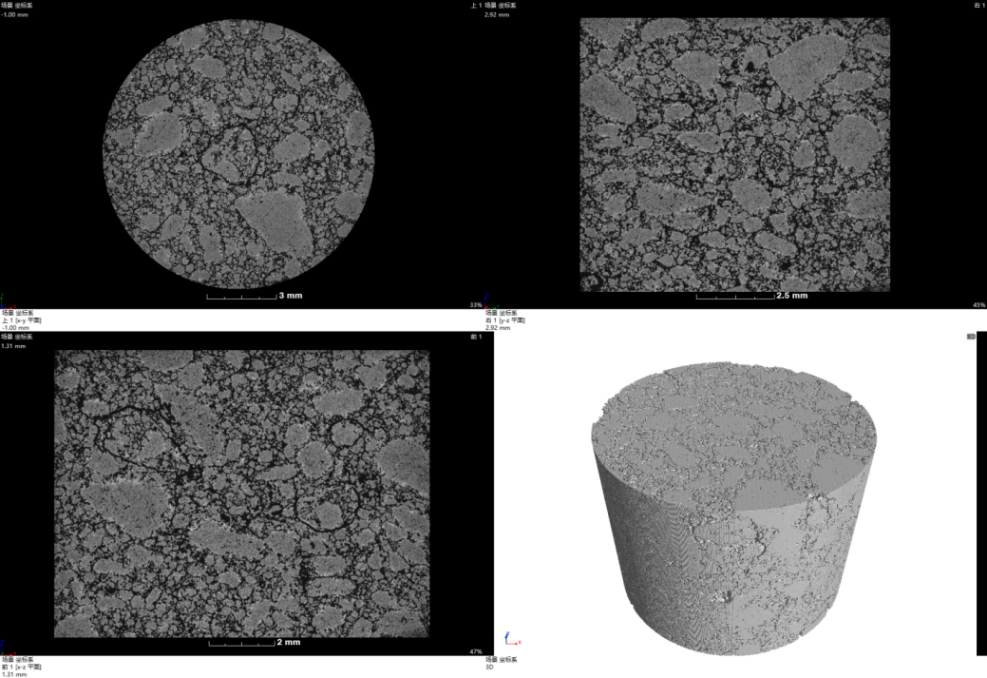 场景 坐标系
-1.00 mm
上 1
3 mm
33%
场景 坐标系
2.92 mm
右 1
2.5 mm
45%
场景 坐标系
上 1 [x-y 平面]
-1.00 mm
场景 坐标系
右 1 [y-z 平面]
2.92 mm
场景 坐标系
1.31 mm
前 1
2 mm
47%
场景 坐标系
前 1 [x-z 平面]
1.31 mm
场景 坐标系
3D